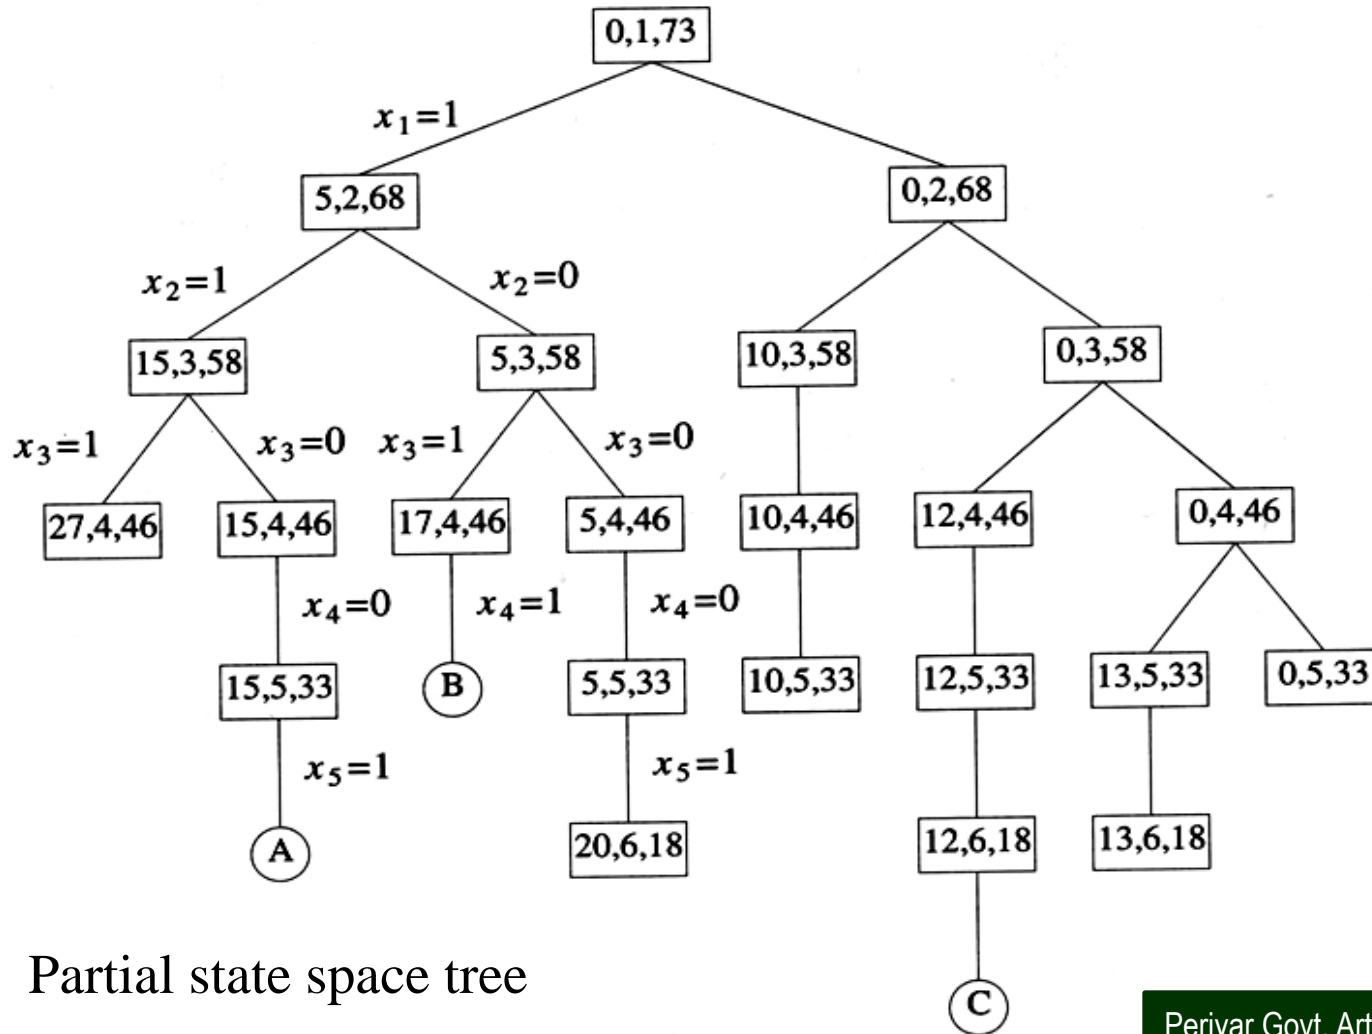 0,1,73
x1=1
5,2,68
0,2,68
x2=1
x2=0
15,3,58
5,3,58
10,3,58
0,3,58
x3=1
x3=0
x3=1
x3=0
27,4,46
15,4,46
17,4,46
5,4,46
10,4,46
12,4,46
0,4,46
x4=0
x4=1
x4=0
15,5,33
B
5,5,33
10,5,33
12,5,33
13,5,33
0,5,33
x5=1
x5=1
A
20,6,18
12,6,18
13,6,18
C
Partial state space tree
Periyar Govt. Art